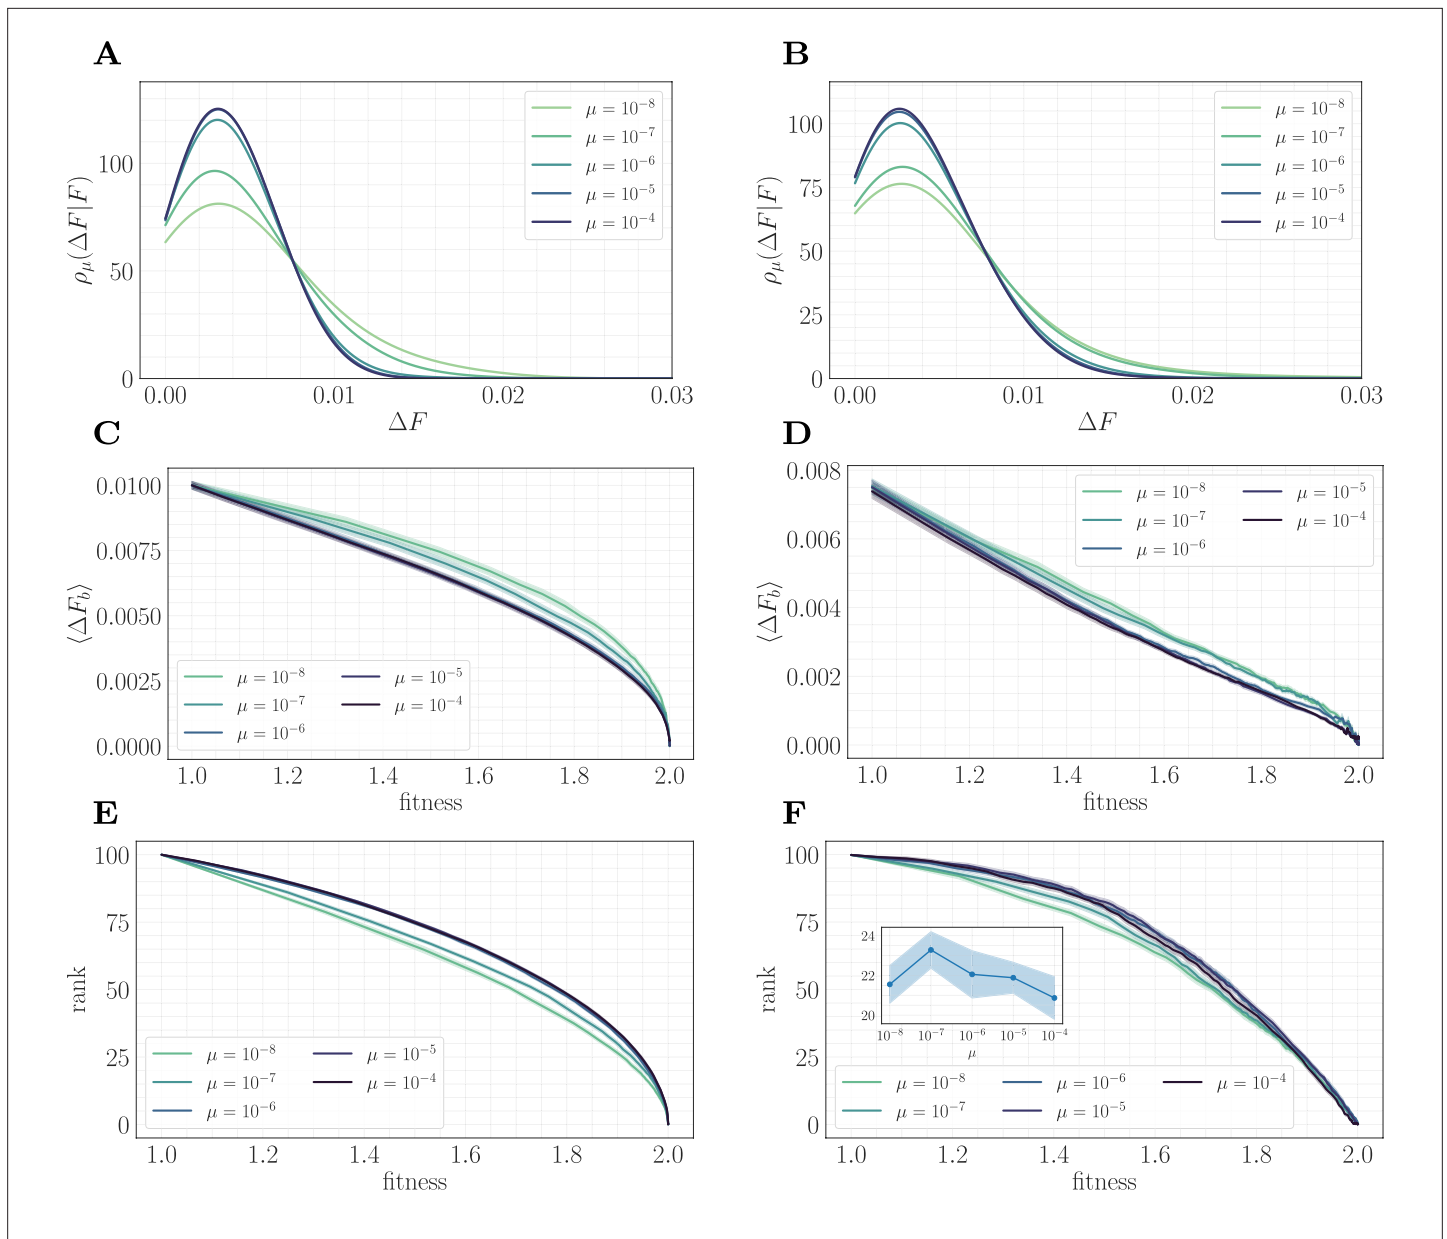 A
ρμ(ΔF|F)
100
50
0
0.00 0.01 0.02 0.03
ΔF
μ = 10⁻⁸
μ = 10⁻⁷
μ = 10⁻⁶
μ = 10⁻⁵
μ = 10⁻⁴
B
ρμ(ΔF|F)
100
75
50
25
0
0.00 0.01 0.02 0.03
ΔF
μ = 10⁻⁸
μ = 10⁻⁷
μ = 10⁻⁶
μ = 10⁻⁵
μ = 10⁻⁴
C
⟨ΔF_b⟩
0.0100
0.0075
0.0050
0.0025
0.0000
μ = 10⁻⁸ μ = 10⁻⁵
μ = 10⁻⁷ μ = 10⁻⁴
μ = 10⁻⁶
1.0 1.2 1.4 1.6 1.8 2.0
fitness
D
⟨ΔF_b⟩
0.008
0.006
0.004
0.002
0.000
μ = 10⁻⁸ μ = 10⁻⁵
μ = 10⁻⁷ μ = 10⁻⁴
μ = 10⁻⁶
1.0 1.2 1.4 1.6 1.8 2.0
fitness
E
rank
100
75
50
25
0
μ = 10⁻⁸ μ = 10⁻⁵
μ = 10⁻⁷ μ = 10⁻⁴
μ = 10⁻⁶
1.0 1.2 1.4 1.6 1.8 2.0
fitness
F
rank
100
75
50
25
0
24
22
20
10⁻⁸ 10⁻⁷ 10⁻⁶ 10⁻⁵ 10⁻⁴
μ
μ = 10⁻⁸ μ = 10⁻⁶ μ = 10⁻⁴
μ = 10⁻⁷ μ = 10⁻⁵
1.0 1.2 1.4 1.6 1.8 2.0
fitness